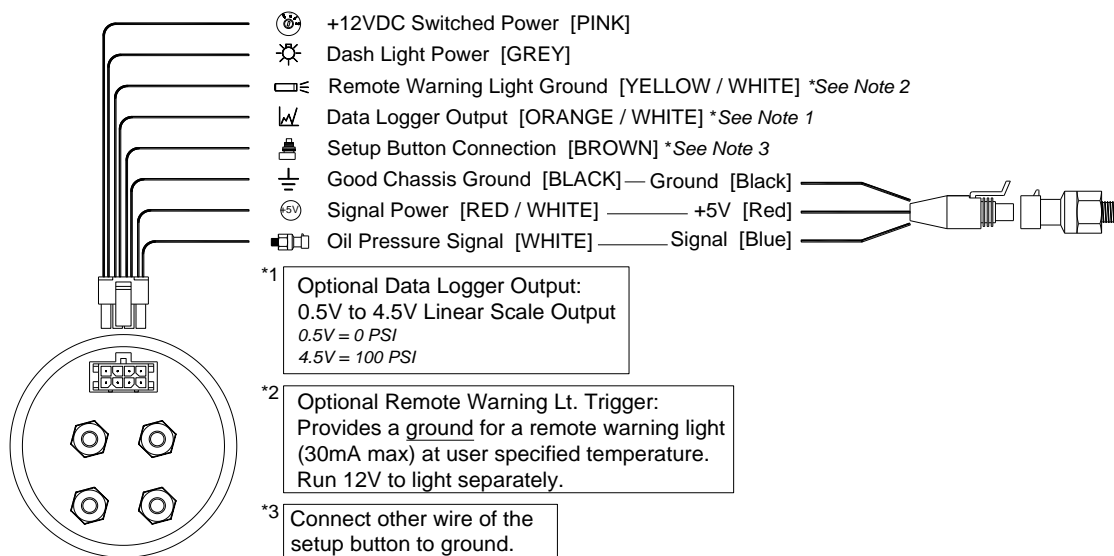 +12VDC Switched Power [PINK]
Dash Light Power [GREY]
Remote Warning Light Ground [YELLOW / WHITE] *See Note 2
Data Logger Output [ORANGE / WHITE] *See Note 1
Setup Button Connection [BROWN] *See Note 3
Good Chassis Ground [BLACK] Ground [Black]
+5V Signal Power [RED / WHITE] +5V [Red]
Oil Pressure Signal [WHITE] Signal [Blue]
*1
Optional Data Logger Output:
0.5V to 4.5V Linear Scale Output
0.5V = 0 PSI
4.5V = 100 PSI
*2
Optional Remote Warning Lt. Trigger:
Provides a ground for a remote warning light
(30mA max) at user specified temperature.
Run 12V to light separately.
*3
Connect other wire of the
setup button to ground.